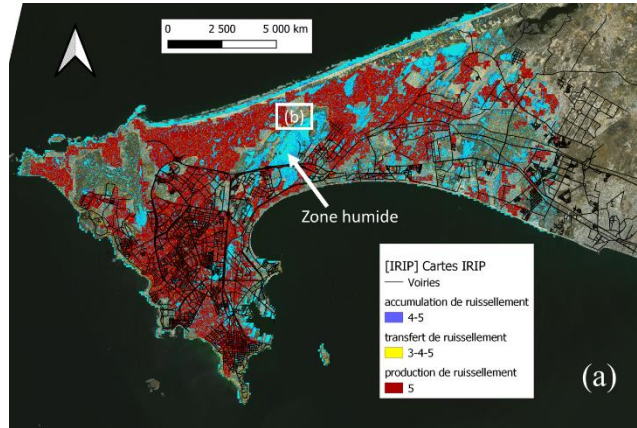 0 2 500 5 000 km
(b)
Zone humide
[IRIP] Cartes IRIP
Voiries
accumulation de ruissellement
4-5
transfert de ruissellement
3-4-5
production de ruissellement
5
(a)